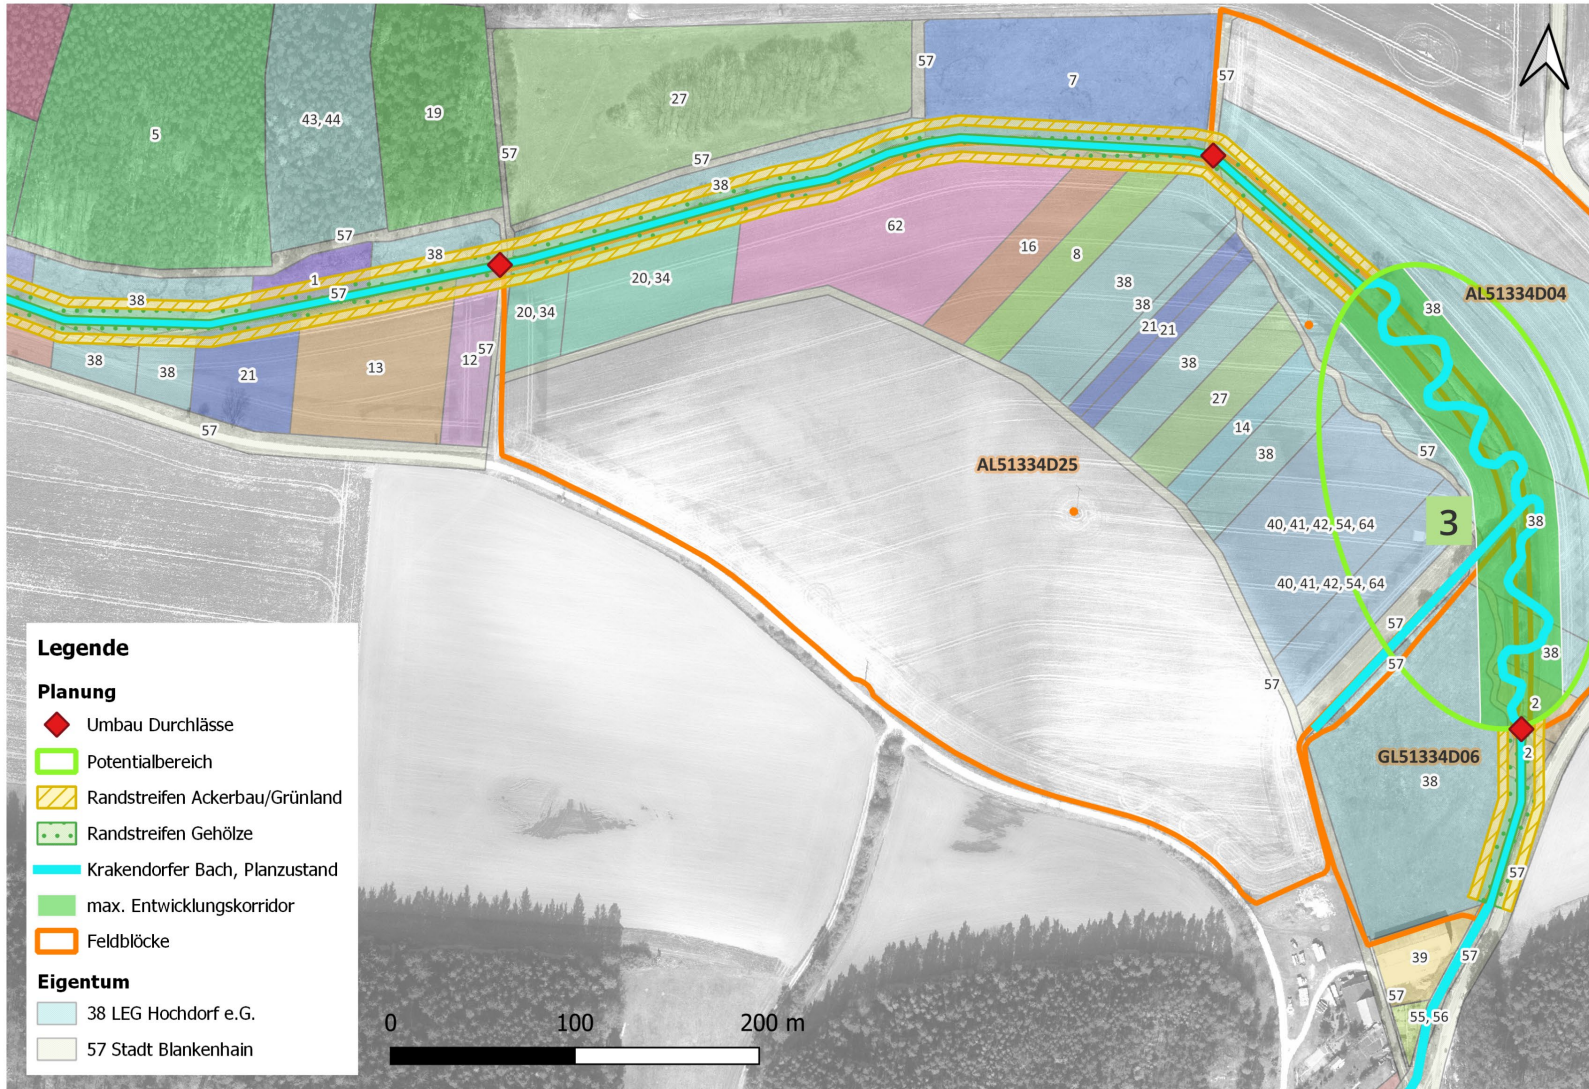 57
7
57
5
43, 44
19
27
57
57
38
57
38
1
57
38
62
16
8
38
38
21
21
38
27
14
38
20, 34
20, 34
AL51334D04
38
38
38
21
13
12
57
57
AL51334D25
57
3
38
40, 41, 42, 54, 64
40, 41, 42, 54, 64
57
57
57
38
2
2
GL51334D06
38
57
39
57
57
55, 56
Legende
Planung
Umbau Durchlässe
Potentialbereich
Randstreifen Ackerbau/Grünland
Randstreifen Gehölze
Krakendorfer Bach, Planzustand
max. Entwicklungskorridor
Feldblöcke
Eigentum
38 LEG Hochdorf e.G.
57 Stadt Blankenhain
0 100 200 m